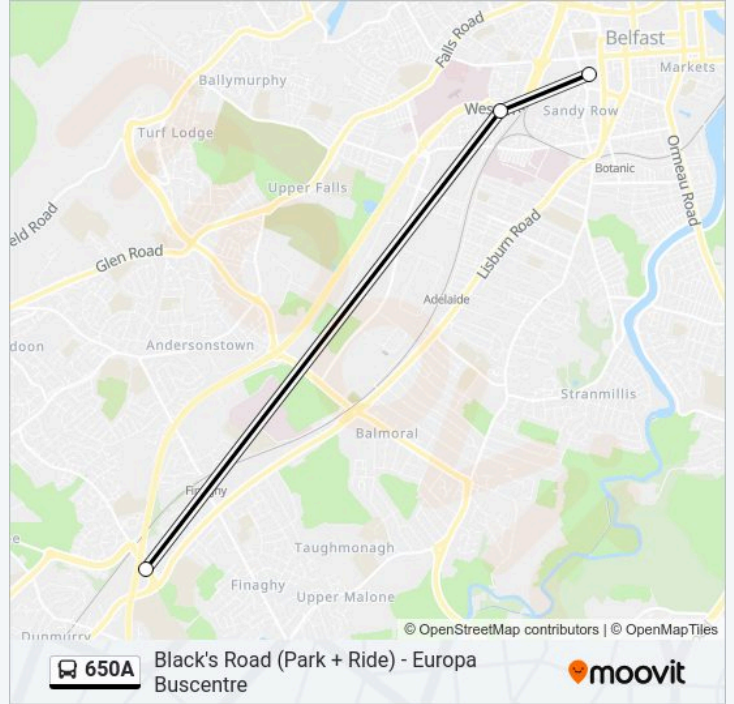 Belfast
Falls Road
Markets
Ballymurphy
Sandy Row
Turf Lodge
Ormeau Road
Botanic
Upper Falls
eld Road
Lisburn Road
Glen Road
Adelaide
doon
Andersonstown
Stranmillis
Balmoral
Finaghy
Taughmonagh
Finaghy
Upper Malone
Dunmurry
© OpenStreetMap contributors | © OpenMapTiles
650A
Black's Road (Park + Ride) - Europa
Buscentre
moovit